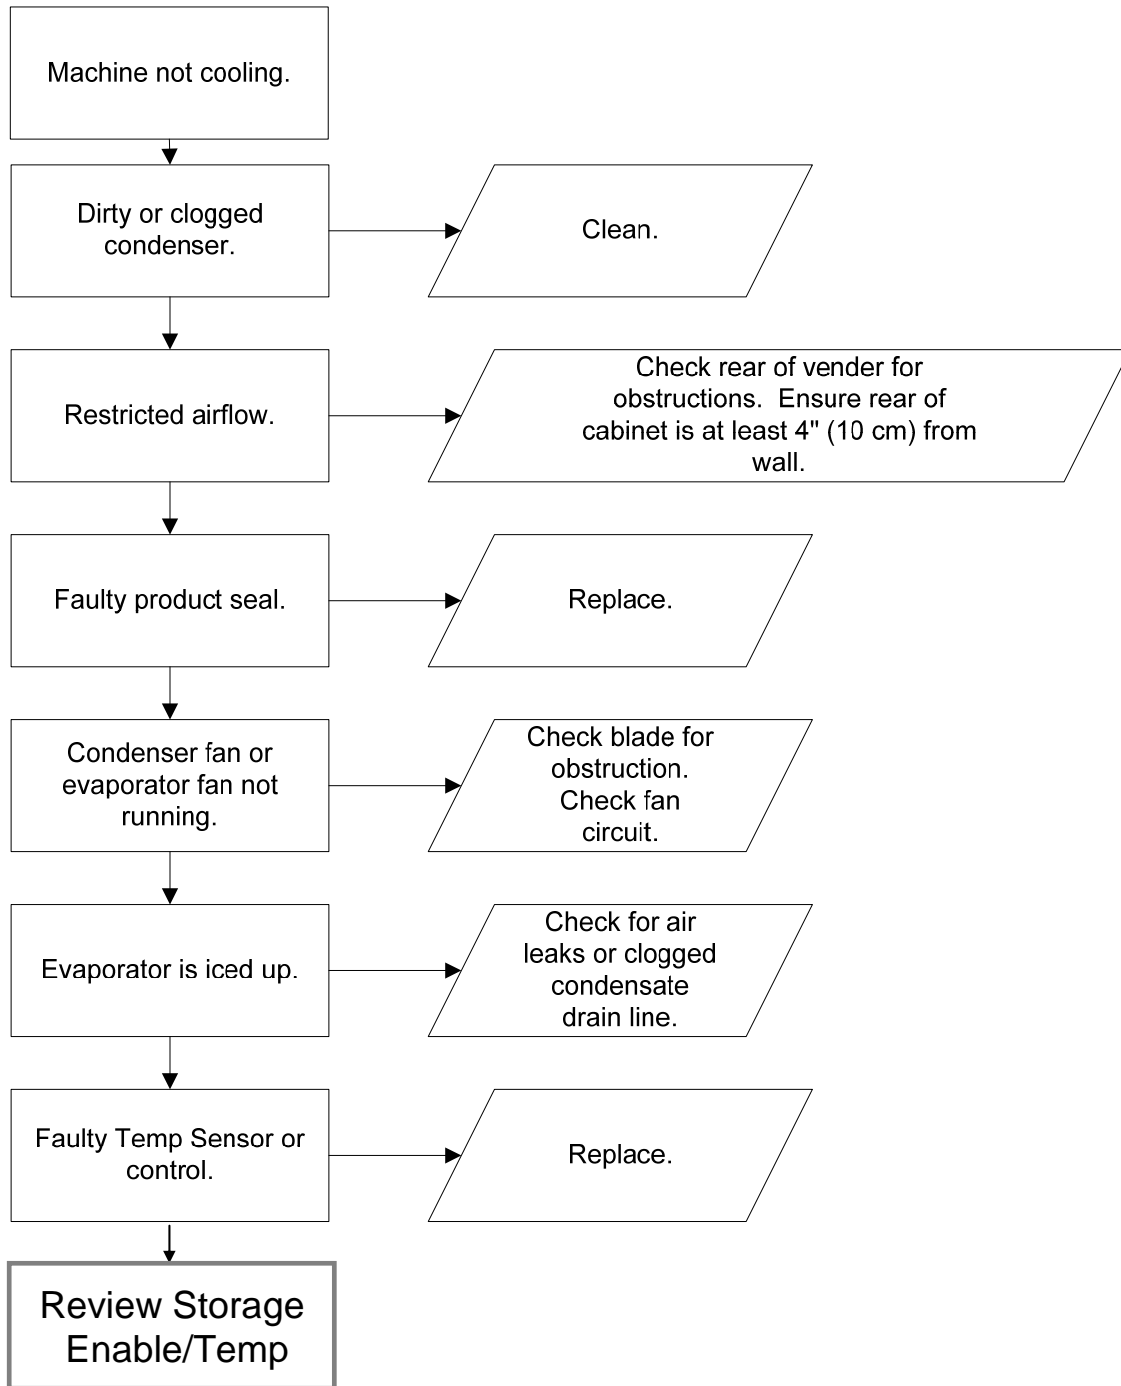 Machine not cooling.
Dirty or clogged
condenser.
Clean.
Restricted airflow.
Check rear of vender for
obstructions.  Ensure rear of
cabinet is at least 4" (10 cm) from
wall.
Faulty product seal.
Replace.
Condenser fan or
evaporator fan not
running.
Check blade for
obstruction.
Check fan
circuit.
Evaporator is iced up.
Check for air
leaks or clogged
condensate
drain line.
Faulty Temp Sensor or
control.
Replace.
Review Storage
Enable/Temp